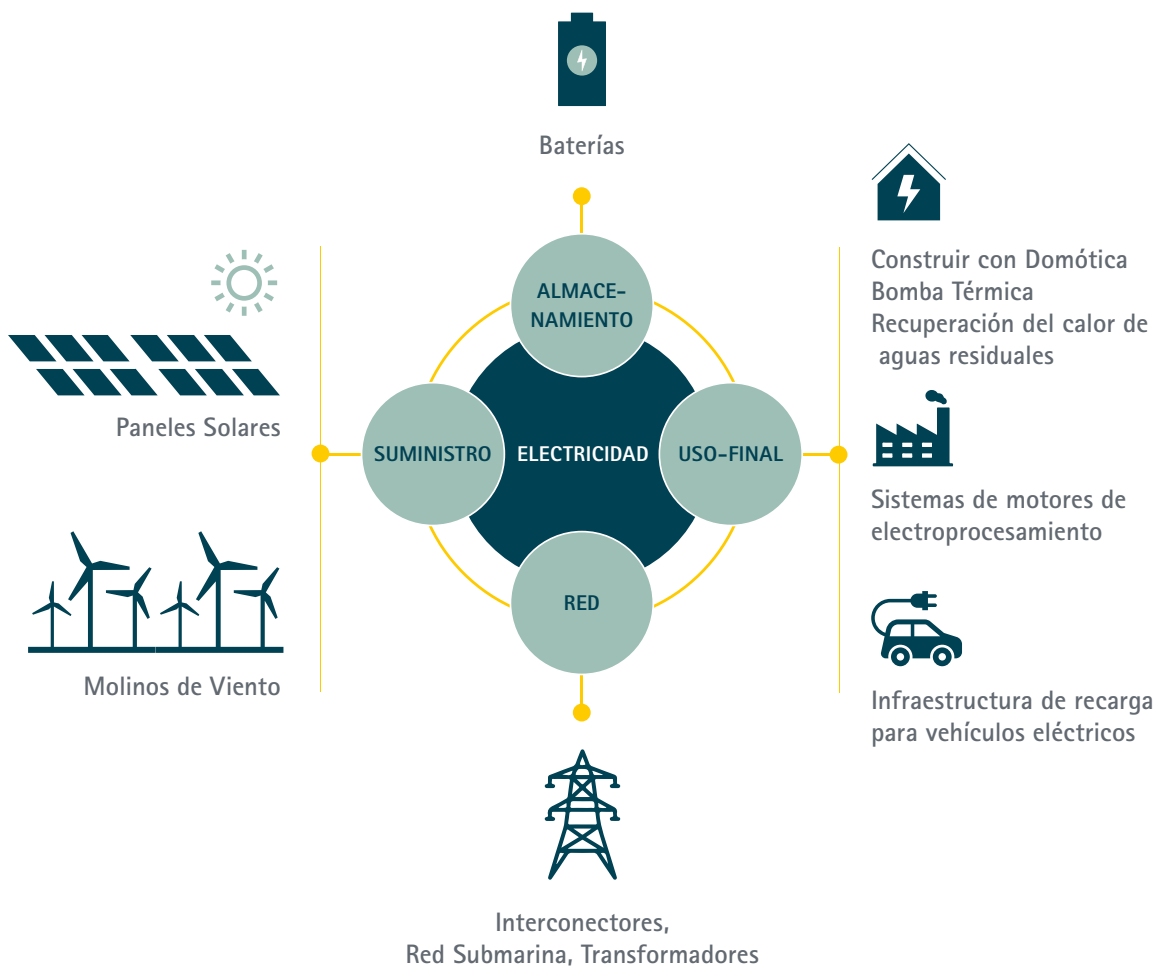 Baterías
ALMACE-
NAMIENTO
Paneles Solares
SUMINISTRO
ELECTRICIDAD
USO-FINAL
RED
Molinos de Viento
Construir con Domótica
Bomba Térmica
Recuperación del calor de
aguas residuales
Sistemas de motores de
electroprocesamiento
Infraestructura de recarga
para vehículos eléctricos
Interconectores,
Red Submarina, Transformadores